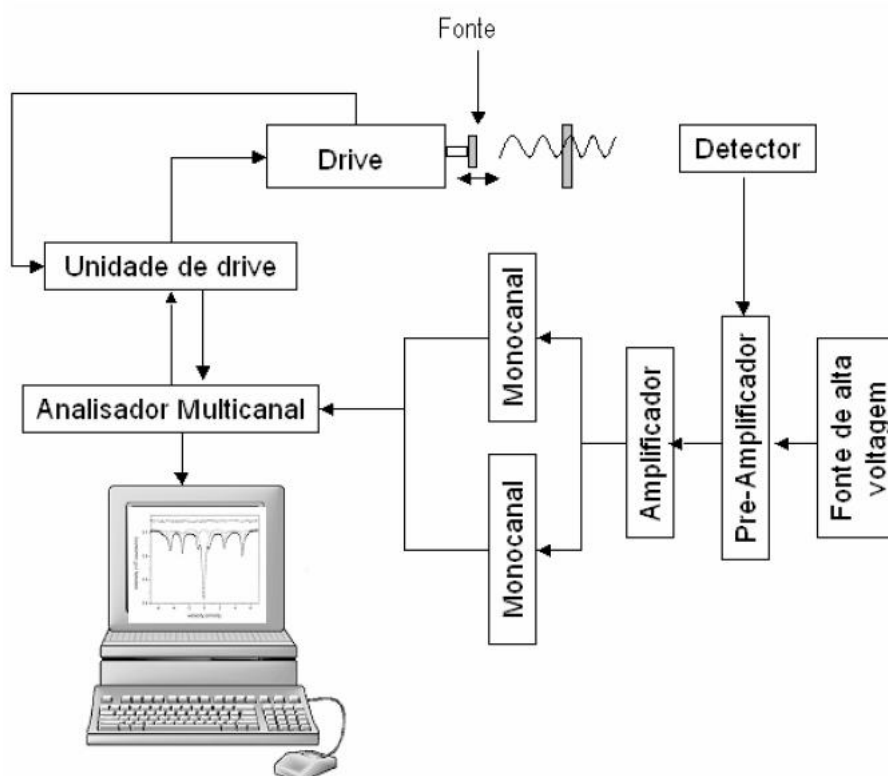 Fonte
Drive
Detector
Unidade de drive
Analisador Multicanal
Monocanal
Monocanal
Amplificador
Pre-Amplificador
Fonte de alta
voltagem